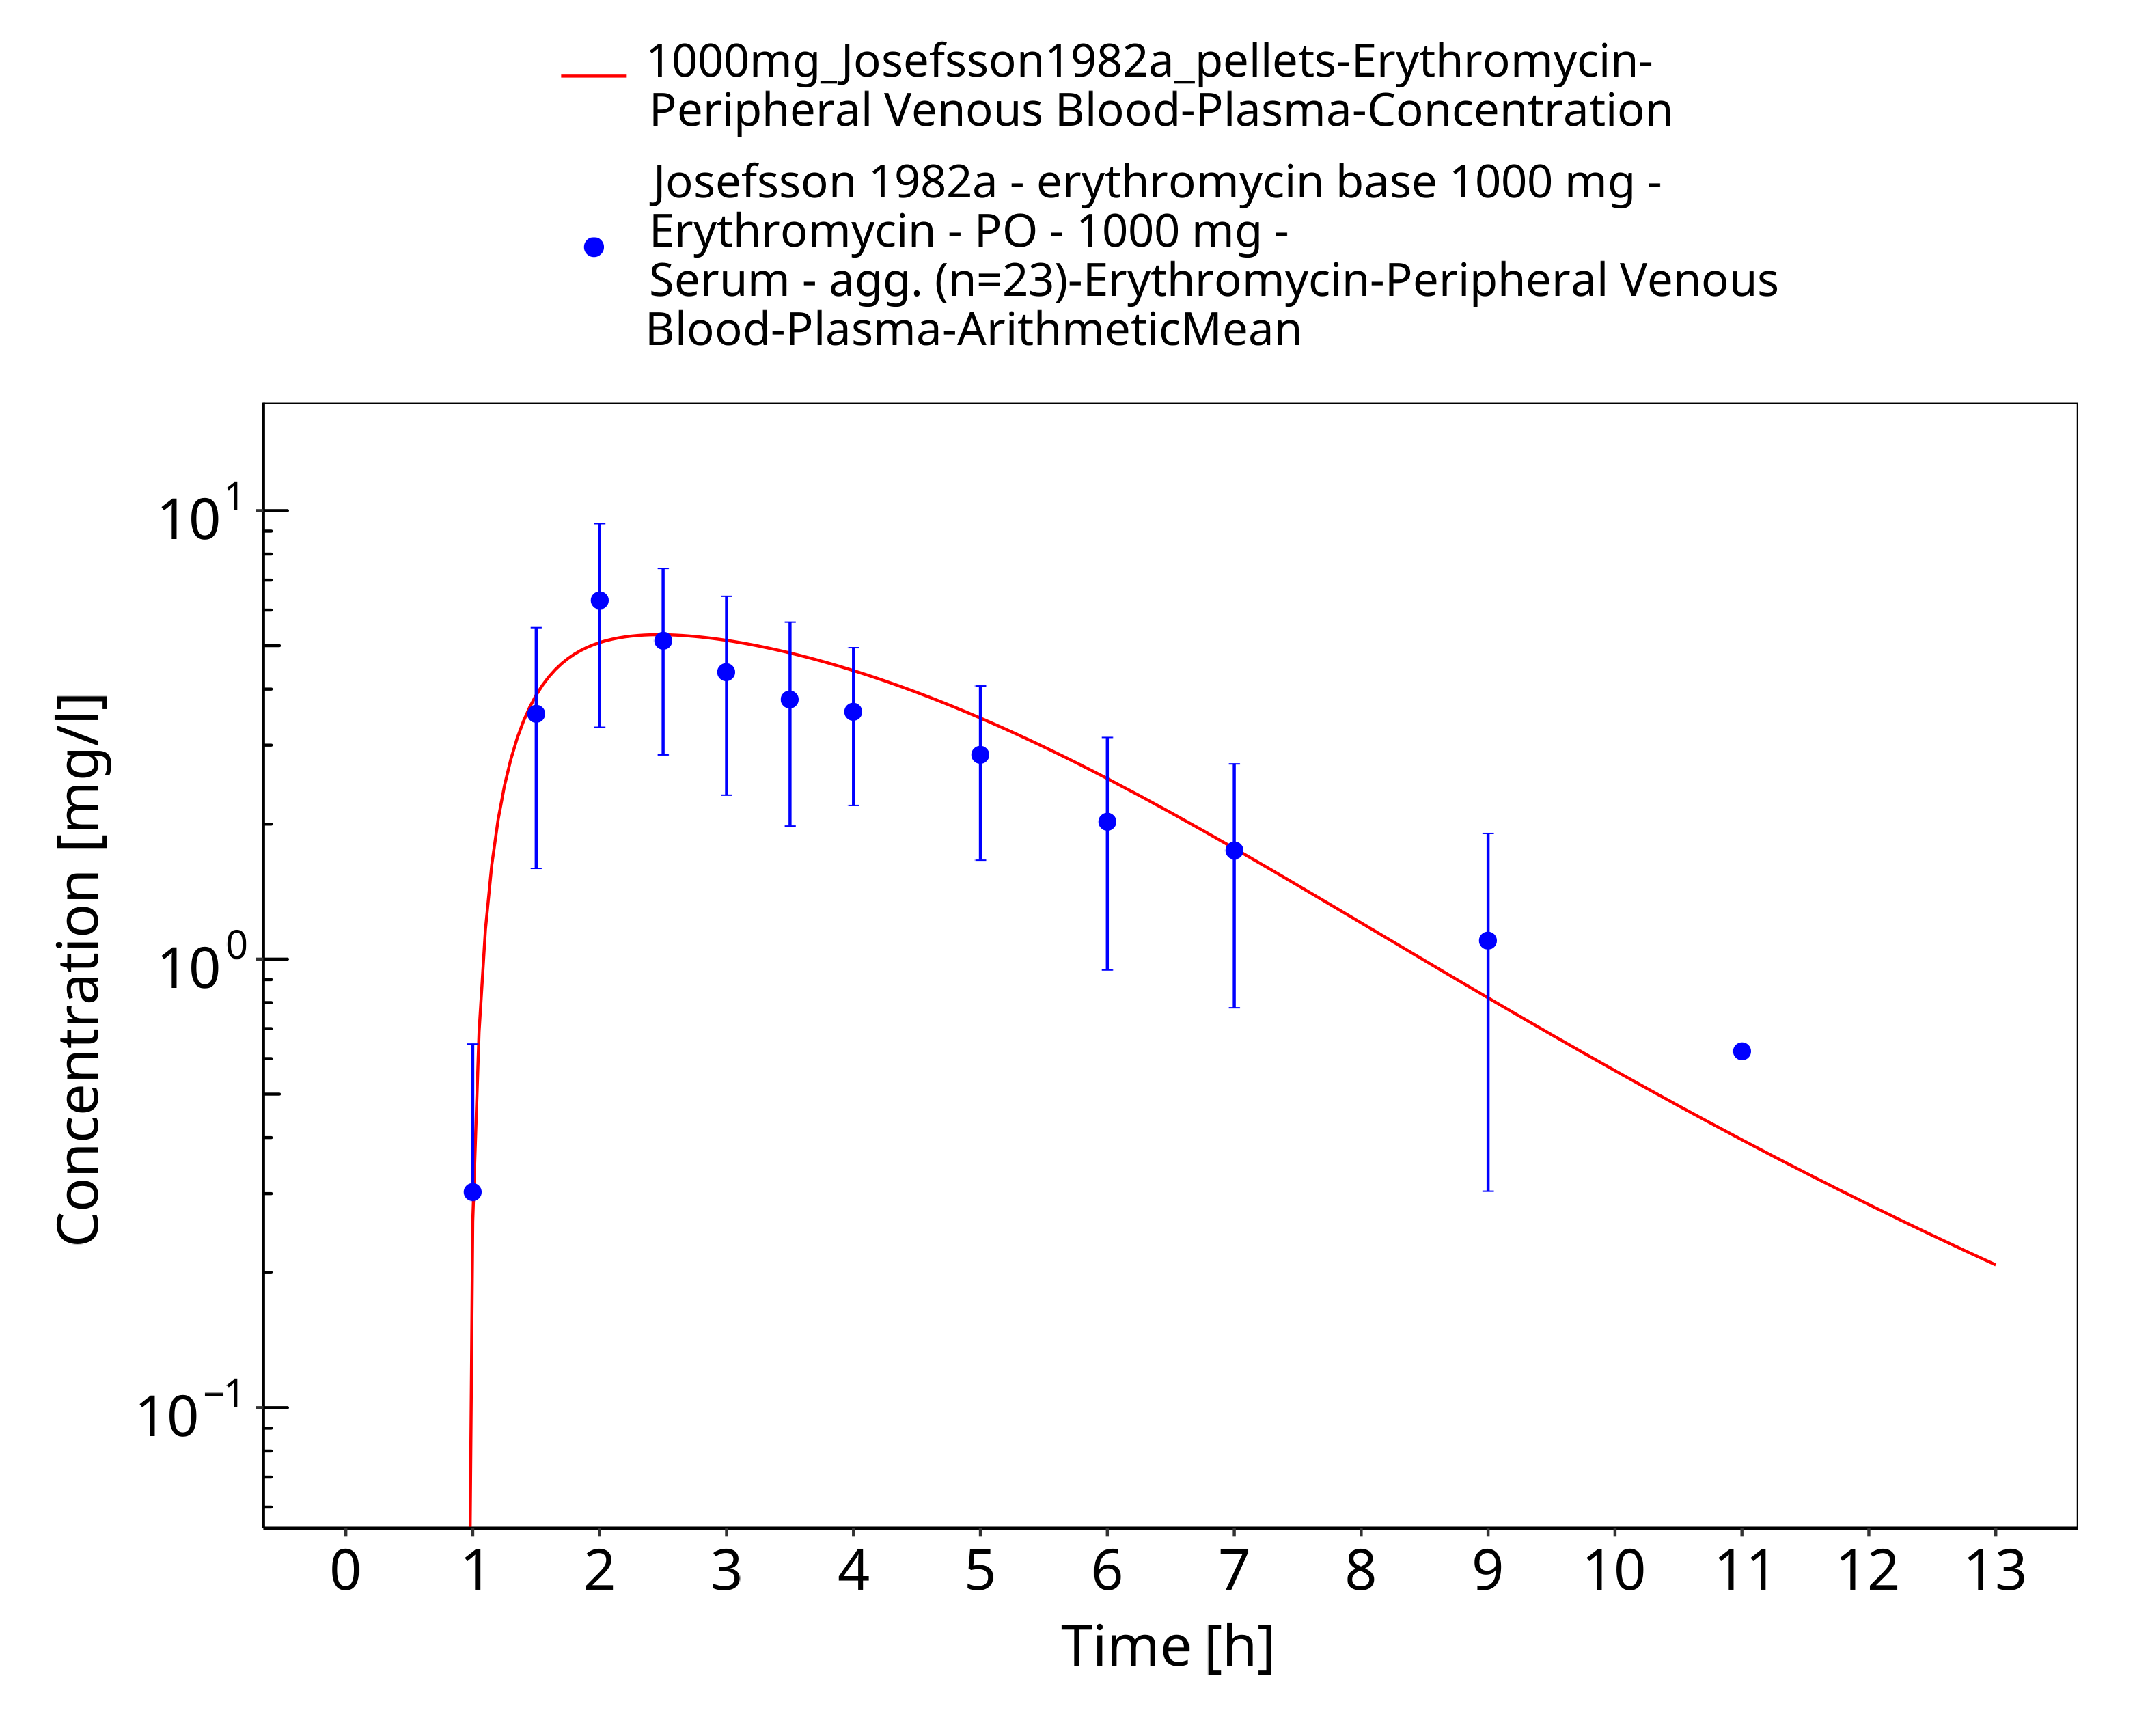 1000mg_Josefsson1982a_pellets-Erythromycin-
Peripheral Venous Blood-Plasma-Concentration
Josefsson 1982a - erythromycin base 1000 mg -
Erythromycin - PO - 1000 mg -
Serum - agg. (n=23)-Erythromycin-Peripheral Venous
Blood-Plasma-ArithmeticMean
Concentration [mg/l]
10^1
10^0
10^−1
0 1 2 3 4 5 6 7 8 9 10 11 12 13
Time [h]